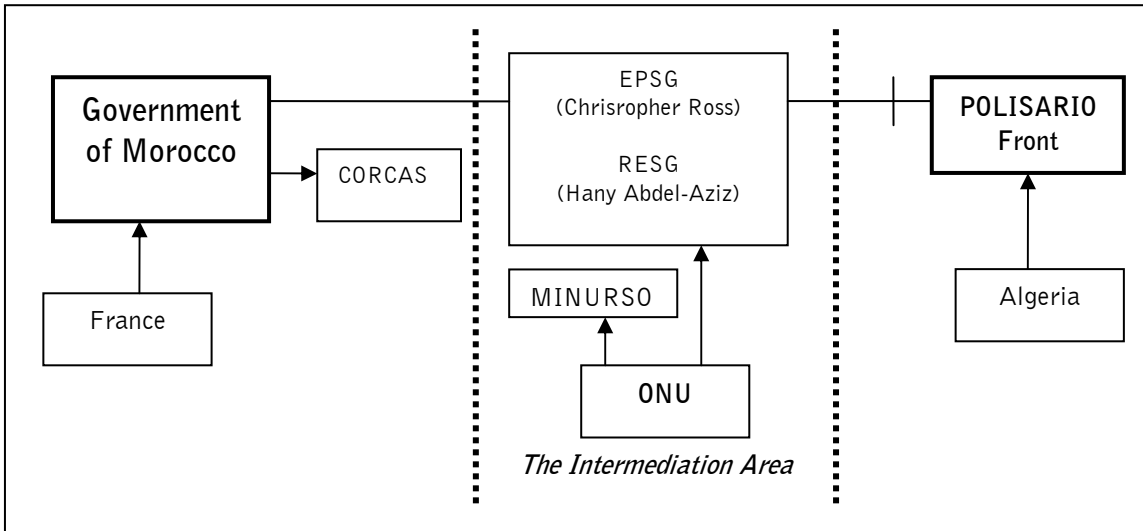 Government
of Morocco
CORCAS
France
EPSG
(Chrisropher Ross)
RESG
(Hany Abdel-Aziz)
MINURSO
ONU
The Intermediation Area
POLISARIO
Front
Algeria